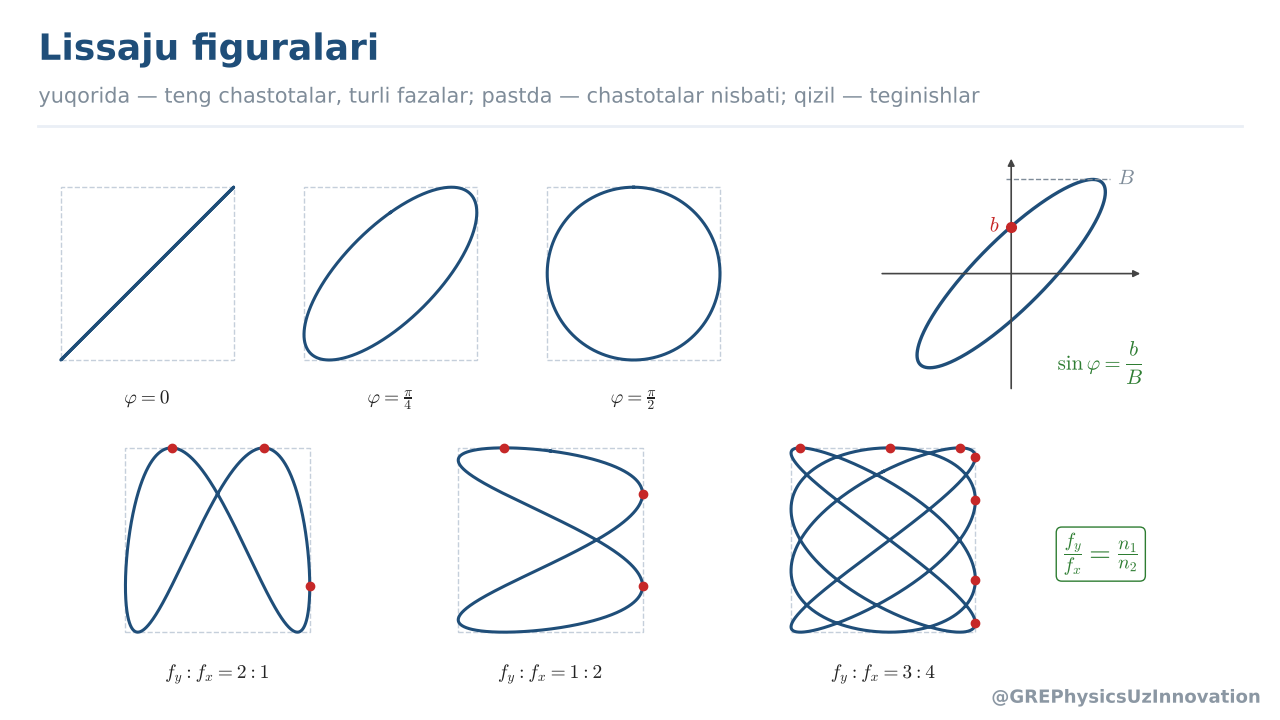 Lissaju figuralari
yuqorida — teng chastotalar, turli fazalar; pastda — chastotalar nisbati; qizil — teginishlar
B
b
sin φ = b/B
φ = 0
φ = π/4
φ = π/2
f_y/f_x = n_1/n_2
f_y : f_x = 2 : 1
f_y : f_x = 1 : 2
f_y : f_x = 3 : 4
@GREPhysicsUzInnovation